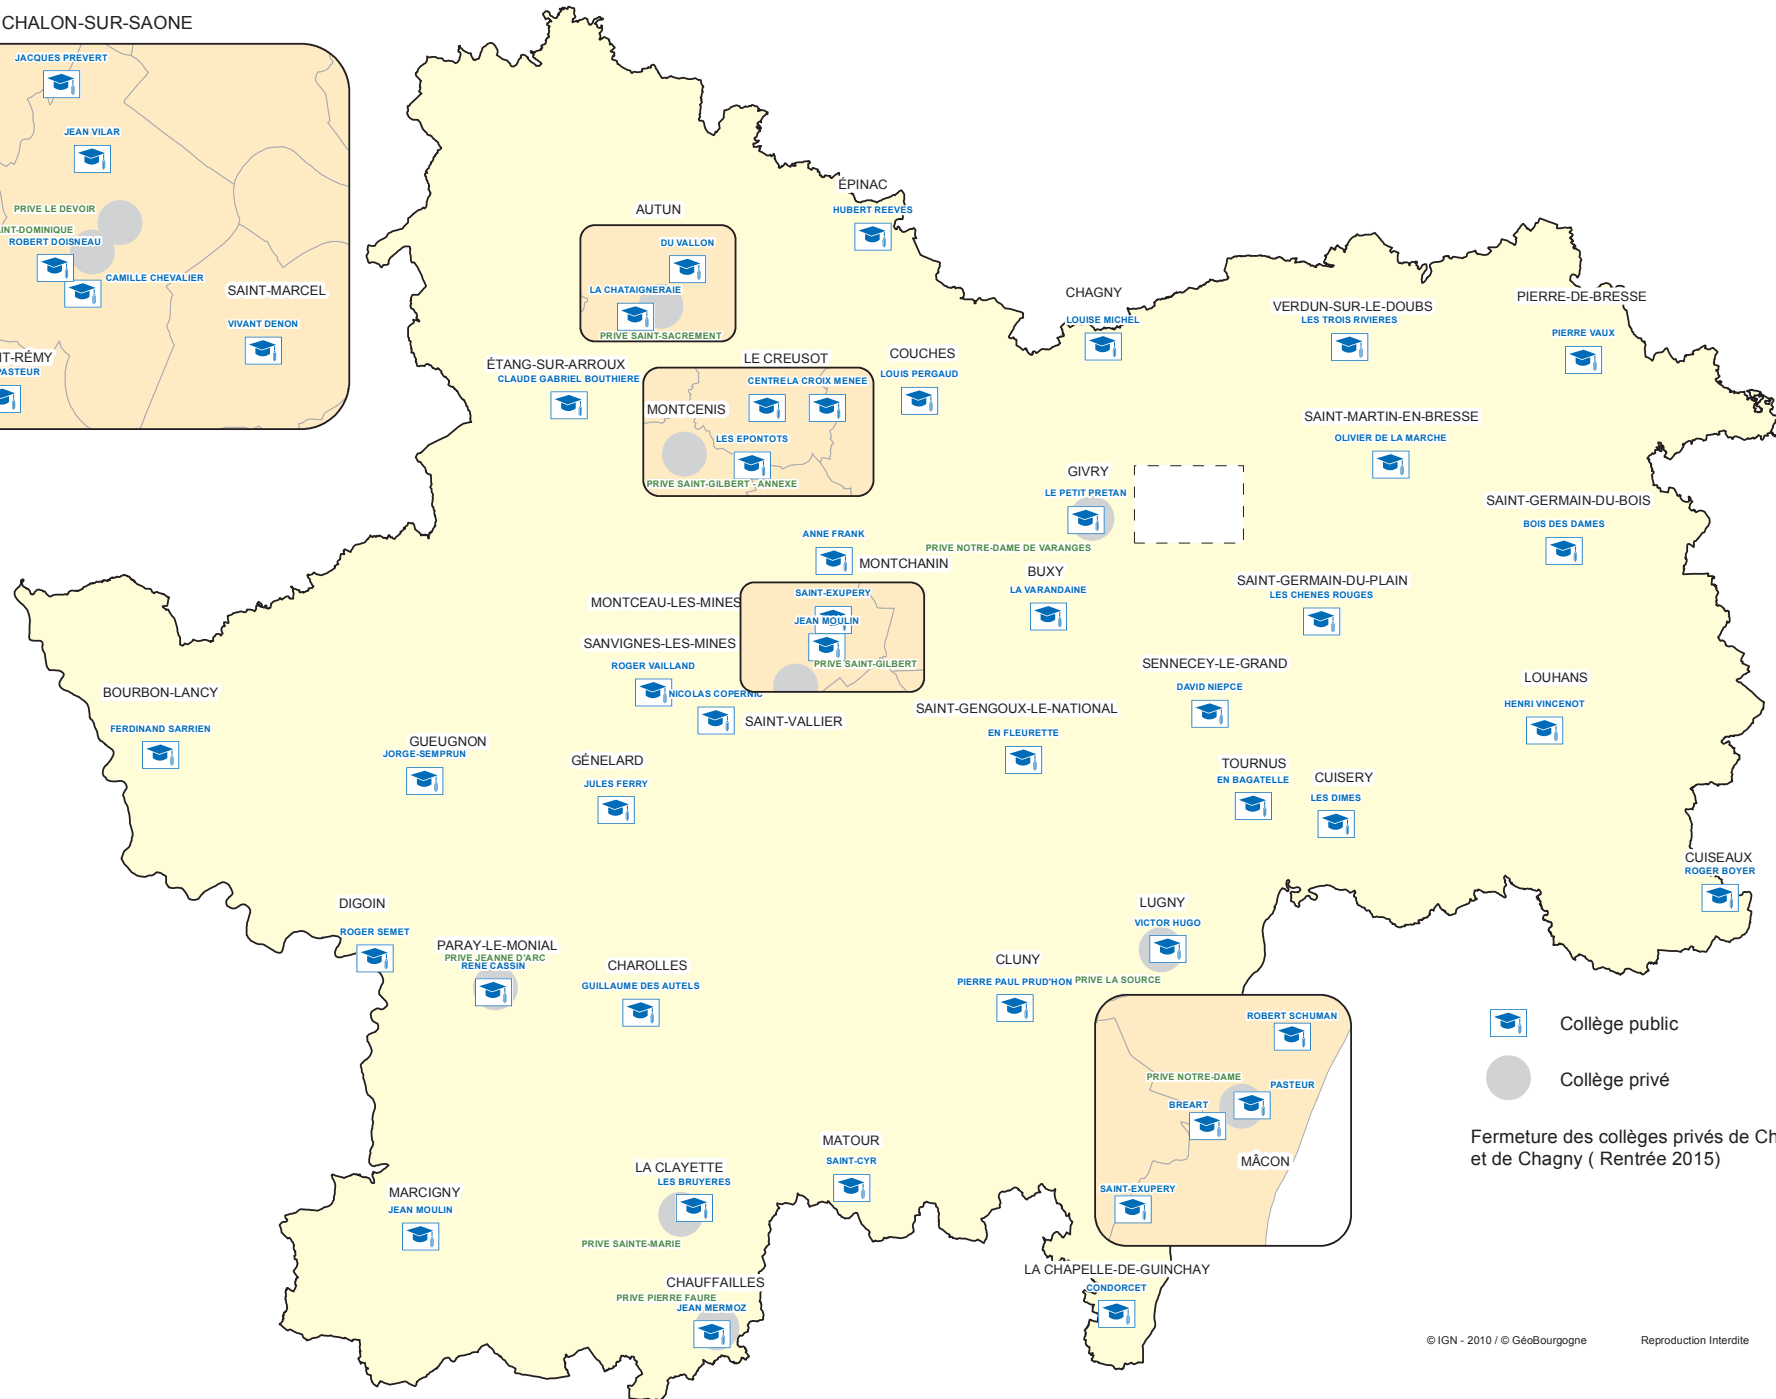 CHALON-SUR-SAONE
JACQUES PREVERT
JEAN VILAR
PRIVE LE DEVOIR
INT-DOMINIQUE
ROBERT DOISNEAU
CAMILLE CHEVALIER
SAINT-MARCEL
VIVANT DENON
T-RÉMY
PASTEUR
ÉPINAC
HUBERT REEVES
AUTUN
DU VALLON
LA CHATAIGNERAIE
PRIVE SAINT-SACREMENT
CHAGNY
LOUISE MICHEL
VERDUN-SUR-LE-DOUBS
LES TROIS RIVIERES
PIERRE-DE-BRESSE
PIERRE VAUX
ÉTANG-SUR-ARROUX
CLAUDE GABRIEL BOUTHIERE
LE CREUSOT
CENTRE
LA CROIX MENEE
MONTCENIS
LES EPONTOTS
PRIVE SAINT-GILBERT - ANNEXE
COUCHES
LOUIS PERGAUD
SAINT-MARTIN-EN-BRESSE
OLIVIER DE LA MARCHE
GIVRY
LE PETIT PRETAN
PRIVE NOTRE-DAME DE VARANGES
SAINT-GERMAIN-DU-BOIS
BOIS DES DAMES
ANNE FRANK
MONTCHANIN
BUXY
LA VARANDAINE
SAINT-GERMAIN-DU-PLAIN
LES CHENES ROUGES
MONTCEAU-LES-MINES
SAINT-EXUPERY
JEAN MOULIN
PRIVE SAINT-GILBERT
SANVIGNES-LES-MINES
ROGER VAILLAND
NICOLAS COPERNIC
SAINT-VALLIER
SENNECEY-LE-GRAND
DAVID NIEPCE
LOUHANS
HENRI VINCENOT
BOURBON-LANCY
FERDINAND SARRIEN
SAINT-GENGOUX-LE-NATIONAL
EN FLEURETTE
GUEUGNON
JORGE-SEMPRUN
GÉNELARD
JULES FERRY
TOURNUS
EN BAGATELLE
CUISERY
LES DIMES
CUISEAUX
ROGER BOYER
DIGOIN
ROGER SEMET
PARAY-LE-MONIAL
PRIVE JEANNE D'ARC
RENE CASSIN
CHAROLLES
GUILLAUME DES AUTELS
LUGNY
VICTOR HUGO
PRIVE LA SOURCE
CLUNY
PIERRE PAUL PRUD'HON
ROBERT SCHUMAN
PRIVE NOTRE-DAME
PASTEUR
BREART
MÂCON
SAINT-EXUPERY
Collège public
Collège privé
Fermeture des collèges privés de Ch
et de Chagny ( Rentrée 2015)
MATOUR
SAINT-CYR
LA CLAYETTE
LES BRUYERES
PRIVE SAINTE-MARIE
MARCIGNY
JEAN MOULIN
CHAUFFAILLES
PRIVE PIERRE FAURE
JEAN MERMOZ
LA CHAPELLE-DE-GUINCHAY
CONDORCET
© IGN - 2010 / © GéoBourgogne
Reproduction Interdite